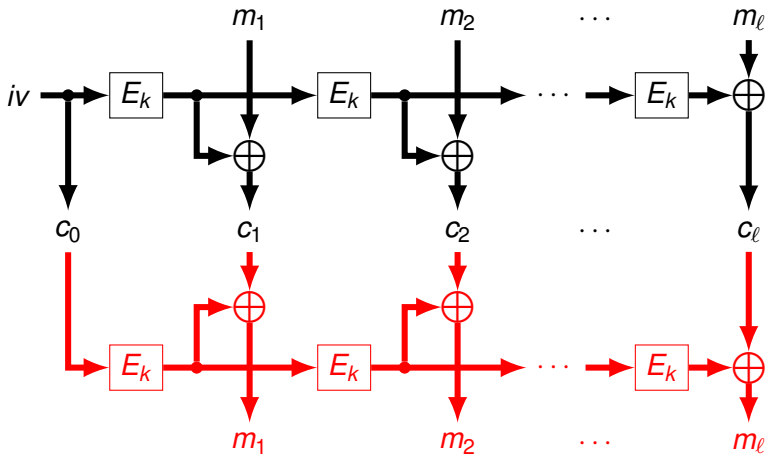 m₁ m₂ ⋯ mℓ
iv Eₖ Eₖ ⋯ Eₖ
c₀ c₁ c₂ ⋯ cℓ
Eₖ Eₖ ⋯ Eₖ
m₁ m₂ ⋯ mℓ